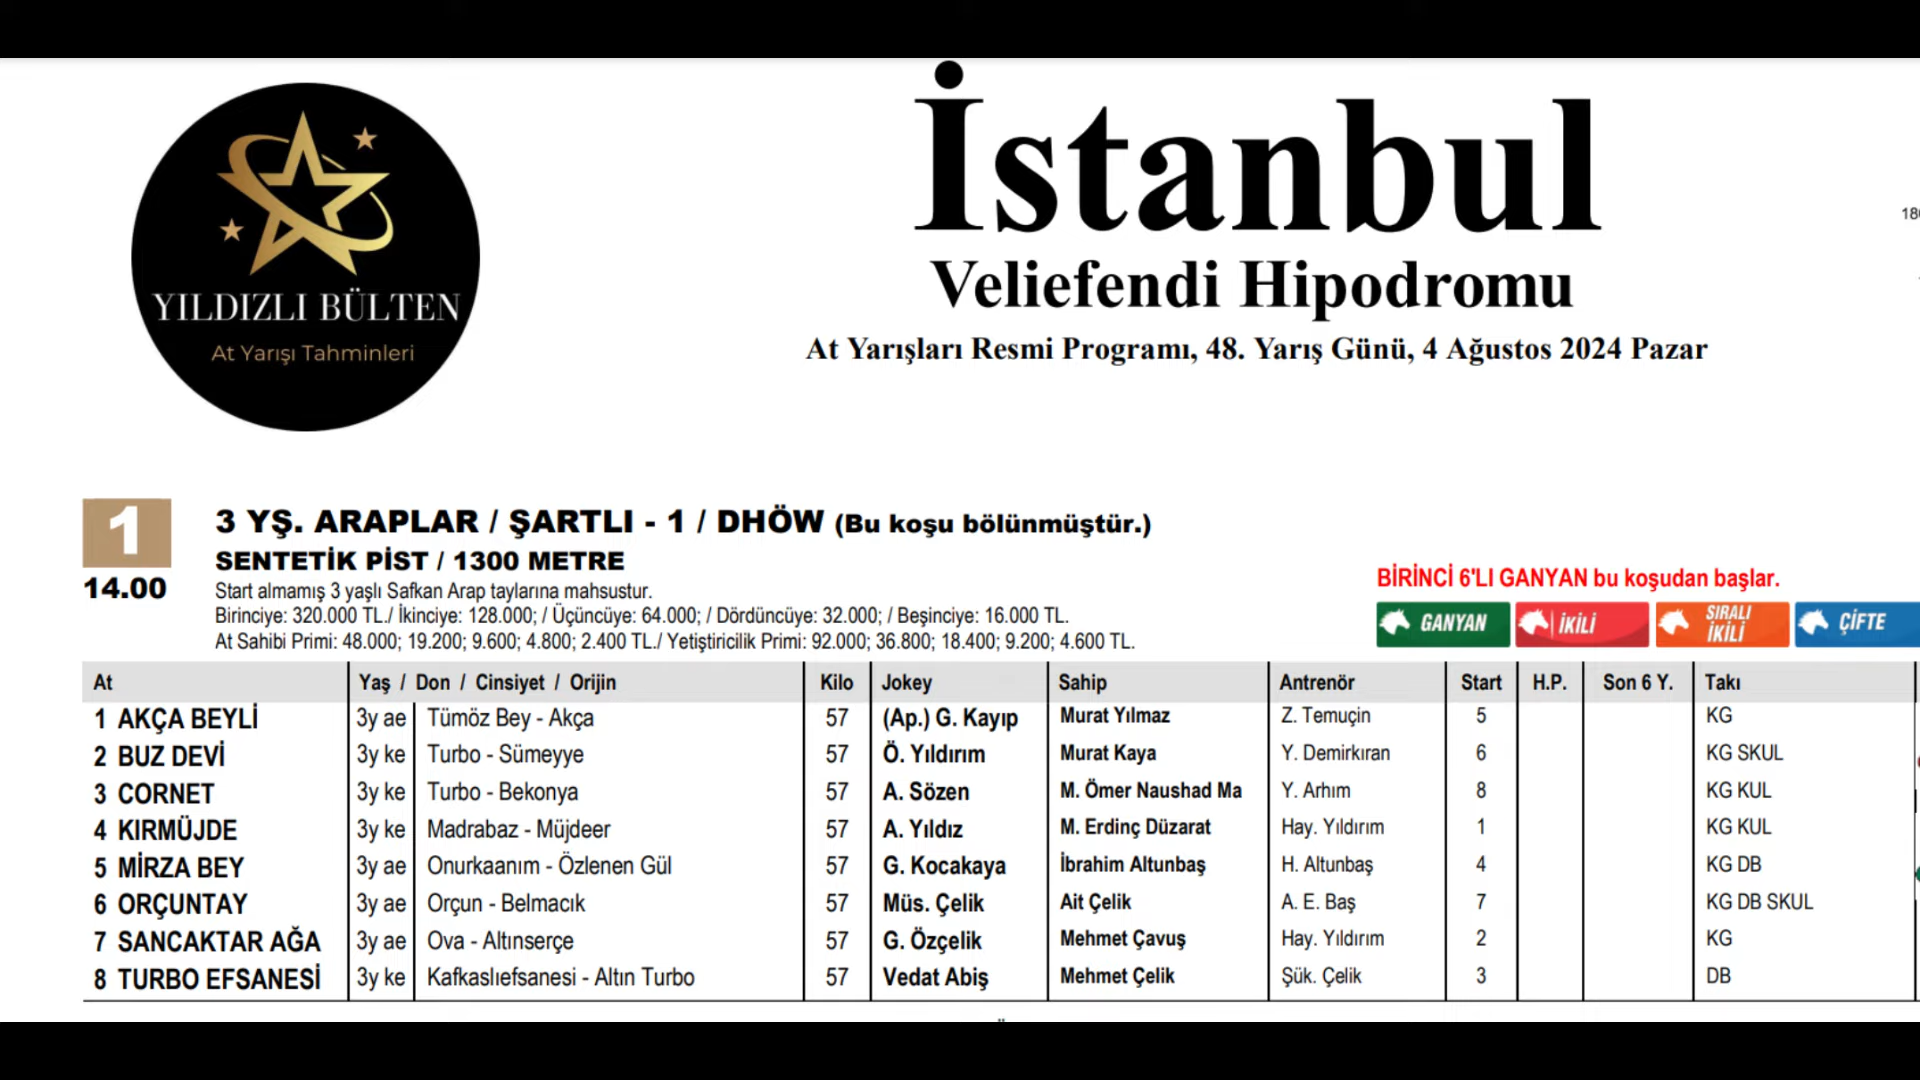 YILDIZLI BÜLTEN
At Yarışı Tahminleri
İstanbul
Veliefendi Hipodromu
At Yarışları Resmi Programı, 48. Yarış Günü, 4 Ağustos 2024 Pazar
1
14.00
3 YŞ. ARAPLAR / ŞARTLI - 1 / DHÖW (Bu koşu bölünmüştür.)
SENTETİK PİST / 1300 METRE
Start almamış 3 yaşlı Safkan Arap taylarına mahsustur.
Birinciye: 320.000 TL./ İkinciye: 128.000; / Üçüncüye: 64.000; / Dördüncüye: 32.000; / Beşinciye: 16.000 TL.
At Sahibi Primi: 48.000; 19.200; 9.600; 4.800; 2.400 TL./ Yetiştiricilik Primi: 92.000; 36.800; 18.400; 9.200; 4.600 TL.
BİRİNCİ 6'LI GANYAN bu koşudan başlar.
GANYAN İKİLİ SIRALI İKİLİ ÇİFTE
At Yaş / Don / Cinsiyet / Orijin Kilo Jokey Sahip Antrenör Start H.P. Son 6 Y. Takı
1 AKÇA BEYLİ 3y ae Tümöz Bey - Akça 57 (Ap.) G. Kayıp Murat Yılmaz Z. Temuçin 5 KG
2 BUZ DEVİ 3y ke Turbo - Sümeyye 57 Ö. Yıldırım Murat Kaya Y. Demirkıran 6 KG SKUL
3 CORNET 3y ke Turbo - Bekonya 57 A. Sözen M. Ömer Naushad Ma Y. Arhım 8 KG KUL
4 KIRMÜJDE 3y ke Madrabaz - Müjdeer 57 A. Yıldız M. Erdinç Düzarat Hay. Yıldırım 1 KG KUL
5 MİRZA BEY 3y ae Onurkaanım - Özlenen Gül 57 G. Kocakaya İbrahim Altunbaş H. Altunbaş 4 KG DB
6 ORÇUNTAY 3y ae Orçun - Belmacık 57 Müs. Çelik Ait Çelik A. E. Baş 7 KG DB SKUL
7 SANCAKTAR AĞA 3y ae Ova - Altınserçe 57 G. Özçelik Mehmet Çavuş Hay. Yıldırım 2 KG
8 TURBO EFSANESİ 3y ke Kafkaslıefsanesi - Altın Turbo 57 Vedat Abiş Mehmet Çelik Şük. Çelik 3 DB